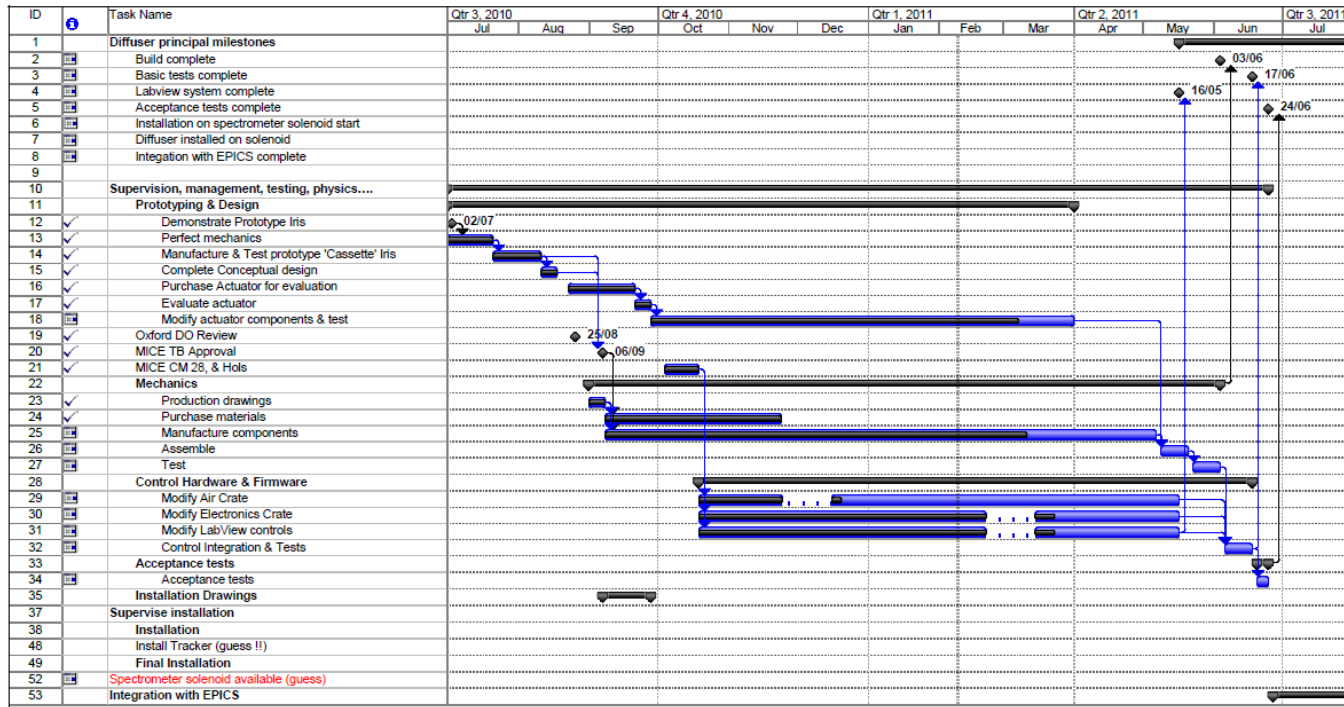 ID Task Name Qtr 3, 2010 Qtr 4, 2010 Qtr 1, 2011 Qtr 2, 2011 Qtr 3, 2011
i Jul Aug Sep Oct Nov Dec Jan Feb Mar Apr May Jun Jul
1 Diffuser principal milestones
2 Build complete 03/06
3 Basic tests complete 17/06
4 Labview system complete 16/05
5 Acceptance tests complete 24/06
6 Installation on spectrometer solenoid start
7 Diffuser installed on solenoid
8 Integation with EPICS complete
9
10 Supervision, management, testing, physics....
11 Prototyping & Design
12 Demonstrate Prototype Iris 02/07
13 Perfect mechanics
14 Manufacture & Test prototype 'Cassette' Iris
15 Complete Conceptual design
16 Purchase Actuator for evaluation
17 Evaluate actuator
18 Modify actuator components & test
19 Oxford DO Review 25/08
20 MICE TB Approval 06/09
21 MICE CM 28, & Hols
22 Mechanics
23 Production drawings
24 Purchase materials
25 Manufacture components
26 Assemble
27 Test
28 Control Hardware & Firmware
29 Modify Air Crate
30 Modify Electronics Crate
31 Modify LabView controls
32 Control Integration & Tests
33 Acceptance tests
34 Acceptance tests
35 Installation Drawings
37 Supervise installation
38 Installation
48 Install Tracker (guess !!)
49 Final Installation
52 Spectrometer solenoid available (guess)
53 Integration with EPICS